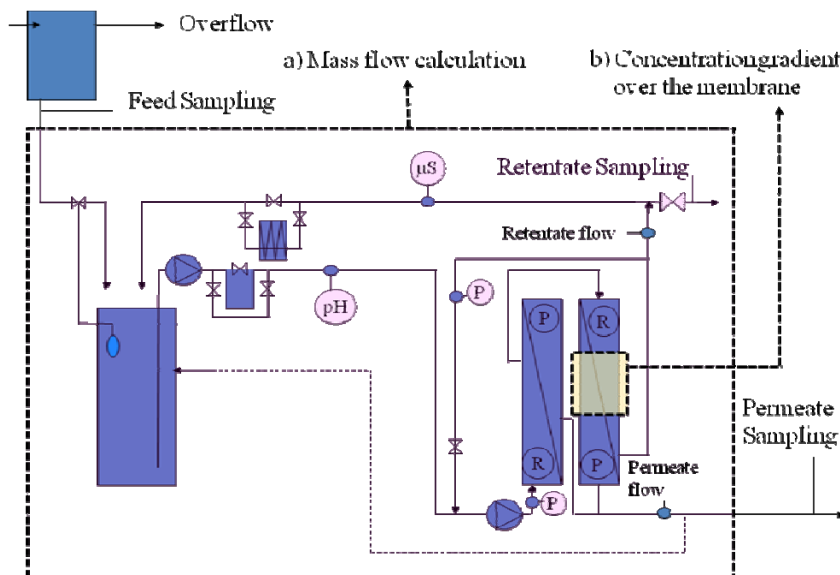 Overflow
a) Mass flow calculation
b) Concentrationgradient
over the membrane
Feed Sampling
µS
Retentate Sampling
Retentate flow
P
pH
P
R
R
P
P
Permeate
flow
Permeate
Sampling